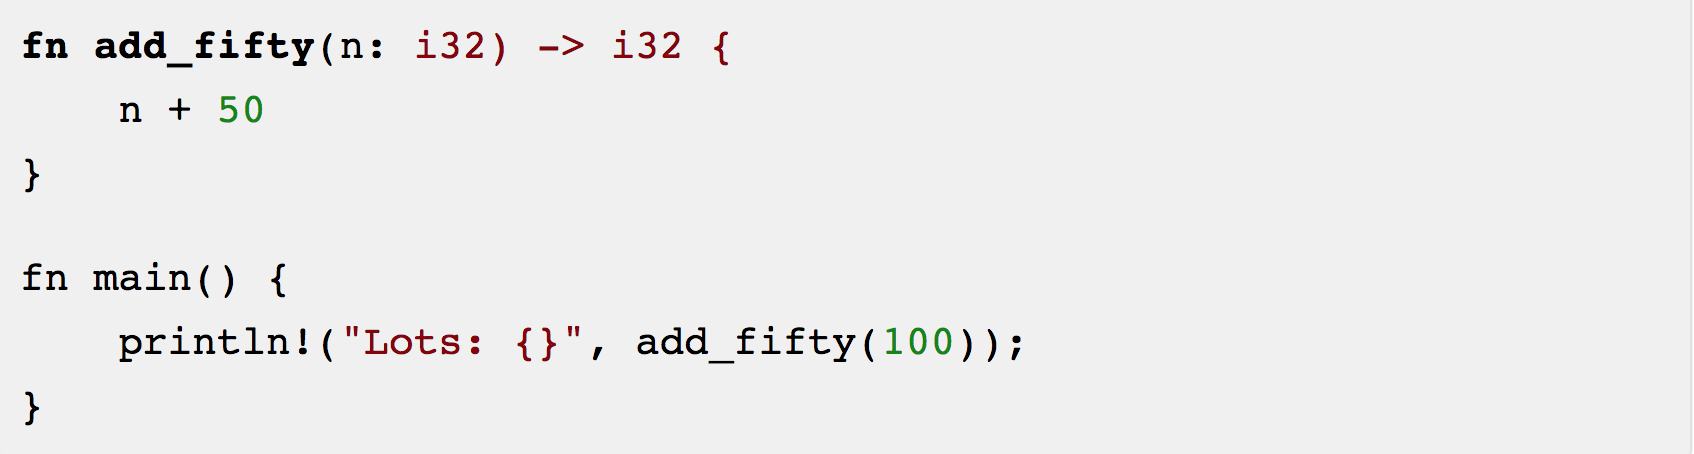 fn add_fifty(n: i32) -> i32 {
    n + 50
}
fn main() {
    println!("Lots: {}", add_fifty(100));
}